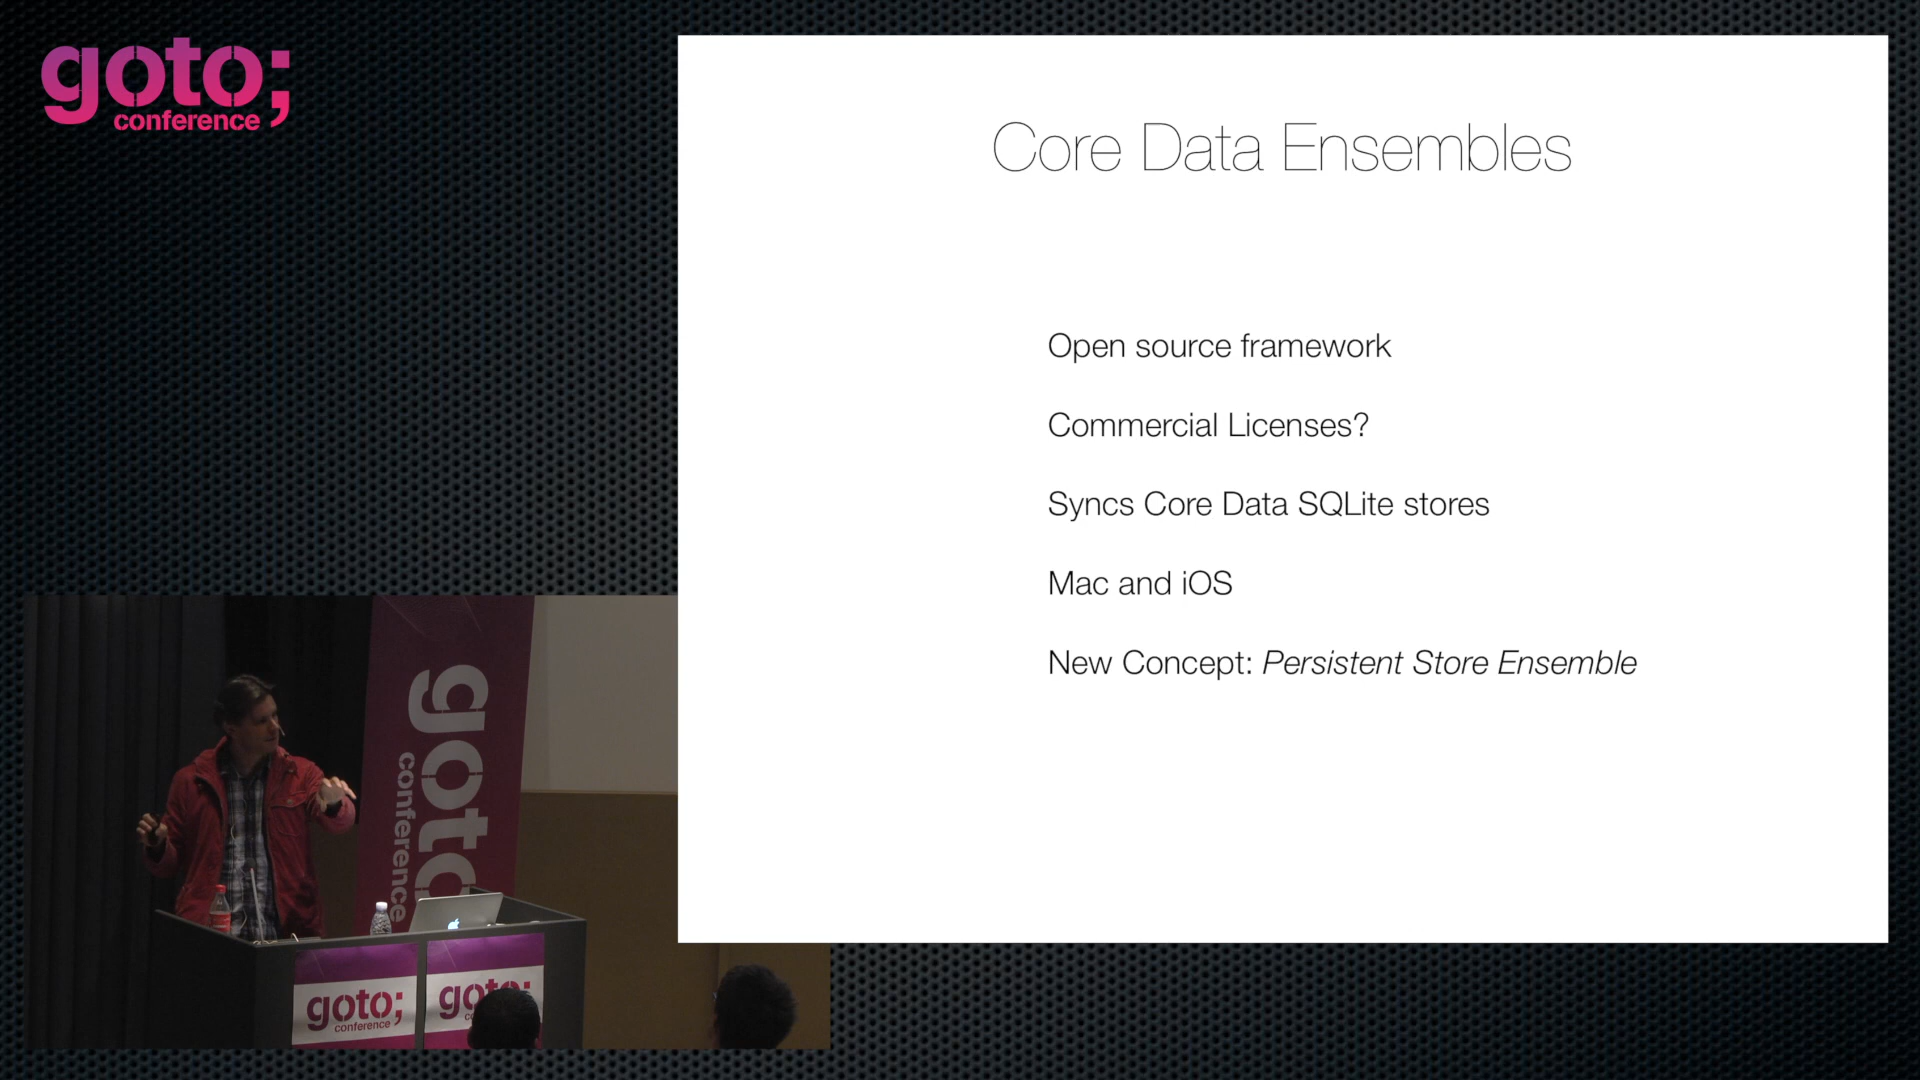 goto;
conference
Core Data Ensembles
Open source framework
Commercial Licenses?
Syncs Core Data SQLite stores
Mac and iOS
New Concept: Persistent Store Ensemble
goto
conference
goto;
conference
goto;